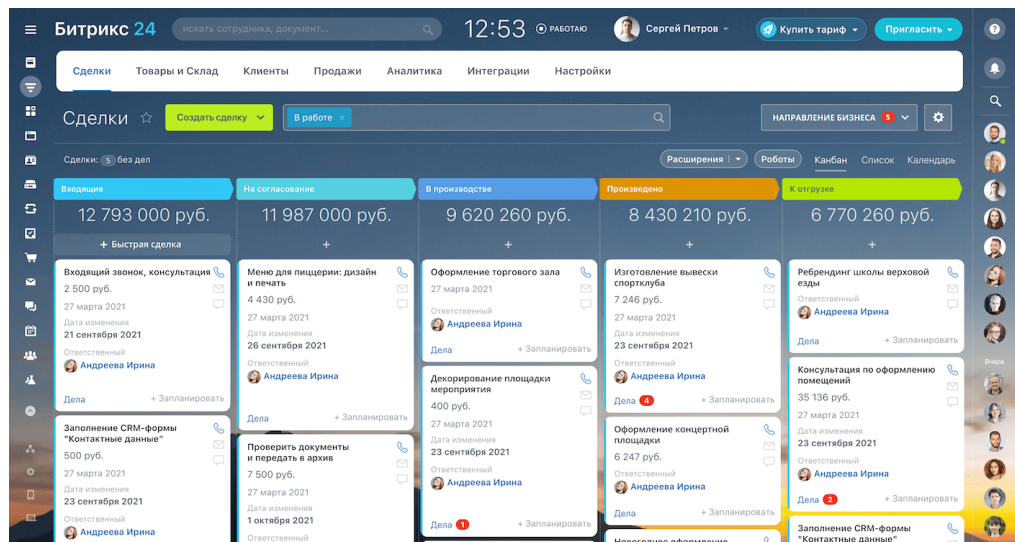 Битрикс 24
искать сотрудника, документ...
12:53
РАБОТАЮ
Сергей Петров
Купить тариф
Пригласить
Сделки
Товары и Склад
Клиенты
Продажи
Аналитика
Интеграции
Настройки
Сделки
Создать сделку
В работе ×
НАПРАВЛЕНИЕ БИЗНЕСА 5
Сделки: 5 без дел
Расширения
Роботы
Канбан
Список
Календарь
Входящие
12 793 000 руб.
+ Быстрая сделка
Входящий звонок, консультация
2 500 руб.
27 марта 2021
Дата изменения
21 сентября 2021
Ответственный
Андреева Ирина
Дела
+ Запланировать
Заполнение CRM-формы
"Контактные данные"
500 руб.
27 марта 2021
Дата изменения
23 сентября 2021
Ответственный
Андреева Ирина
На согласование
11 987 000 руб.
+
Меню для пиццерии: дизайн
и печать
4 430 руб.
27 марта 2021
Дата изменения
26 сентября 2021
Ответственный
Андреева Ирина
Дела
+ Запланировать
Проверить документы
и передать в архив
7 500 руб.
27 марта 2021
Дата изменения
1 октября 2021
Ответственный
В производстве
9 620 260 руб.
+
Оформление торгового зала
27 марта 2021
Ответственный
Андреева Ирина
Дела
+ Запланировать
Декорирование площадки
мероприятия
400 руб.
27 марта 2021
Дата изменения
23 сентября 2021
Ответственный
Андреева Ирина
Дела 1
+ Запланировать
Произведено
8 430 210 руб.
+
Изготовление вывески
спортклуба
7 246 руб.
27 марта 2021
Дата изменения
23 сентября 2021
Ответственный
Андреева Ирина
Дела 4
+ Запланировать
Оформление концертной
площадки
6 247 руб.
Ответственный
Андреева Ирина
Дела
+ Запланировать
Новогоднее оформление
К отгрузке
6 770 260 руб.
+
Ребрендинг школы верховой
езды
Ответственный
Андреева Ирина
Дела
+ Запланировать
Консультация по оформлению
помещений
35 136 руб.
27 марта 2021
Дата изменения
23 сентября 2021
Ответственный
Андреева Ирина
Дела 2
+ Запланировать
Заполнение CRM-формы
"Контактные данные"
Вчера